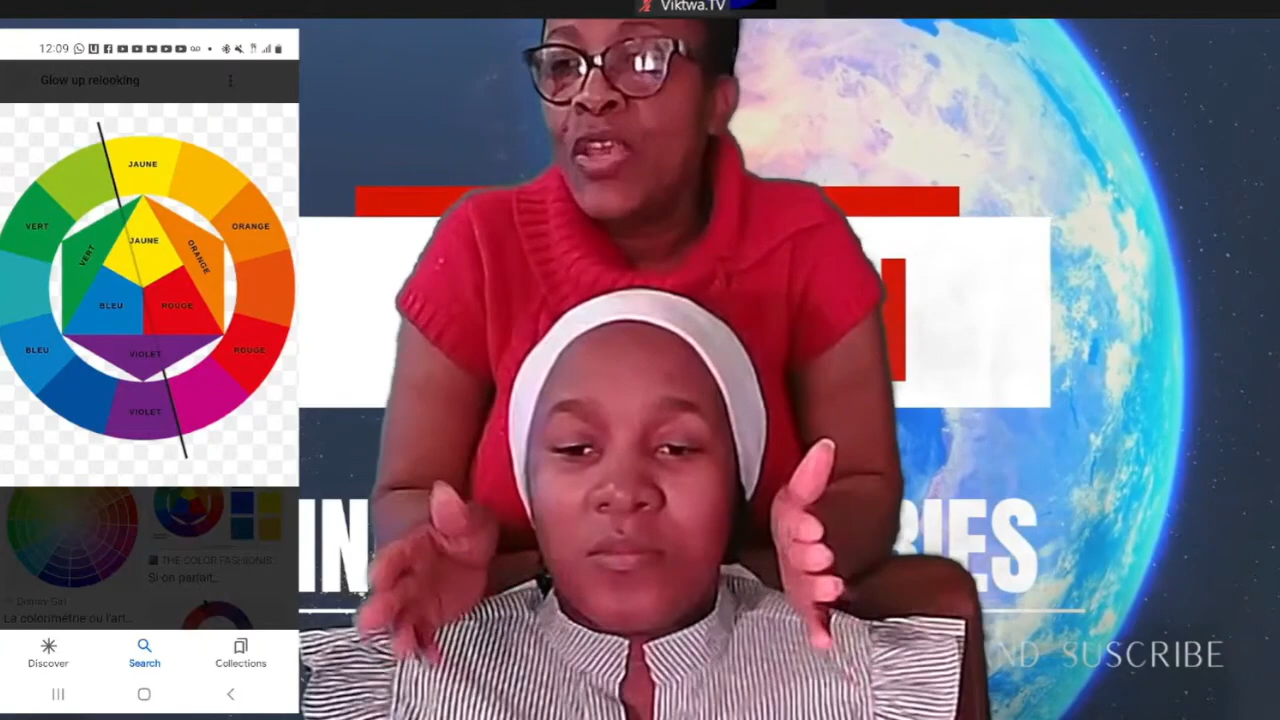 Viktwa.TV
12:09
Glow up relooking
JAUNE
VERT
ORANGE
JAUNE
VERT
ORANGE
BLEU
ROUGE
BLEU
VIOLET
ROUGE
VIOLET
THE COLOR FASHIONIS
Si on parlait...
La colorimétrie ou l'art...
Discover
Search
Collections
IN
RIES
ND SUSCRIBE